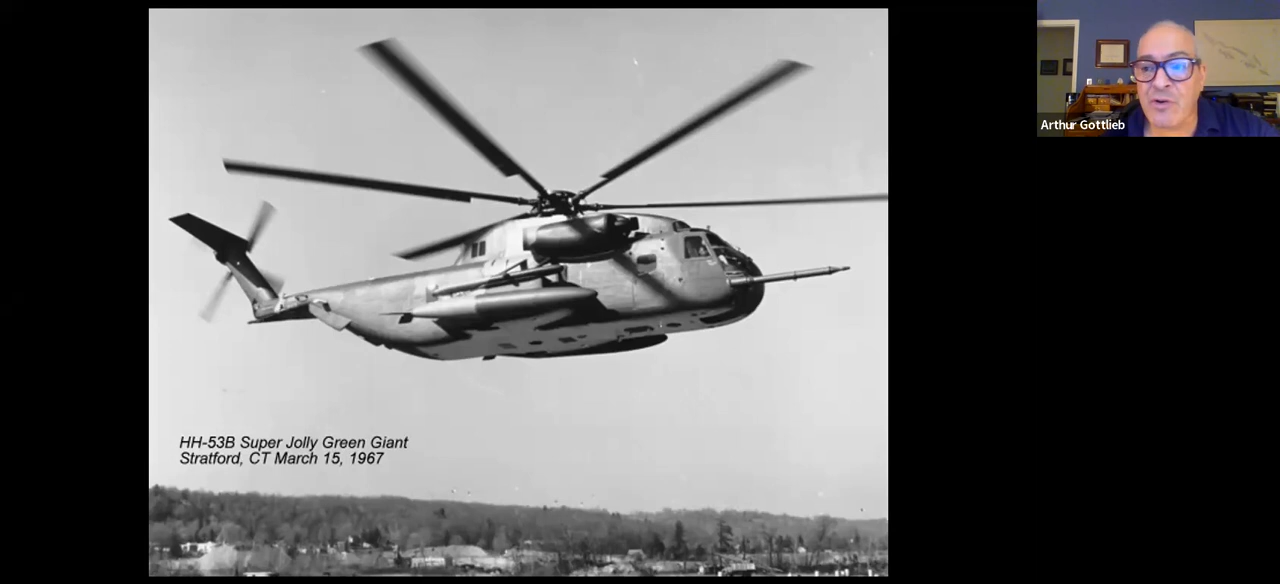 HH-53B Super Jolly Green Giant
Stratford, CT March 15, 1967
Arthur Gottlieb